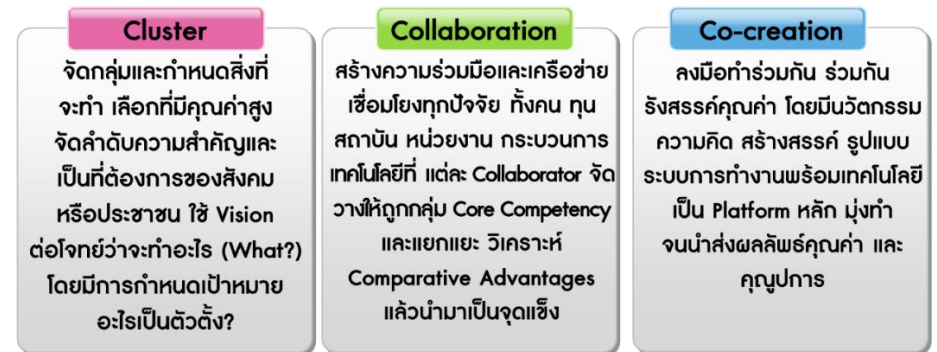 Cluster
จัดกลุ่มและกำหนดสิ่งที่
จะทำ เลือกที่มีคุณค่าสูง
จัดลำดับความสำคัญและ
เป็นที่ต้องการของสังคม
หรือประชาชน ใช้ Vision
ต่อโจทย์ว่าจะทำอะไร (What?)
โดยมีการกำหนดเป้าหมาย
อะไรเป็นตัวตั้ง?
Collaboration
สร้างความร่วมมือและเครือข่าย
เชื่อมโยงทุกปัจจัย ทั้งคน ทุน
สถาบัน หน่วยงาน กระบวนการ
เทคโนโลยีที่ แต่ละ Collaborator จัด
วางให้ถูกกลุ่ม Core Competency
และแยกแยะ วิเคราะห์
Comparative Advantages
แล้วนำมาเป็นจุดแข็ง
Co-creation
ลงมือทำร่วมกัน ร่วมกัน
รังสรรค์คุณค่า โดยมีนวัตกรรม
ความคิด สร้างสรรค์ รูปแบบ
ระบบการทำงานพร้อมเทคโนโลยี
เป็น Platform หลัก มุ่งทำ
จนนำส่งผลลัพธ์คุณค่า และ
คุณูปการ